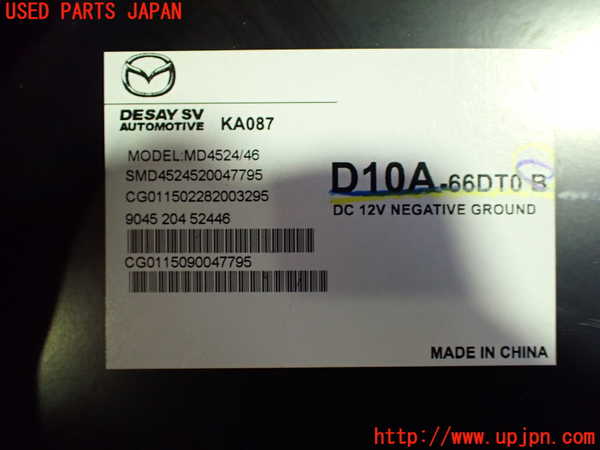 USED PARTS JAPAN
DESAY SV
AUTOMOTIVE KA087
MODEL:MD4524/46
SMD4524520047795
CG011502282003295
9045 204 52446
CG0115090047795
D10A-66DT0 B
DC 12V NEGATIVE GROUND
MADE IN CHINA
http://www.upjpn.com